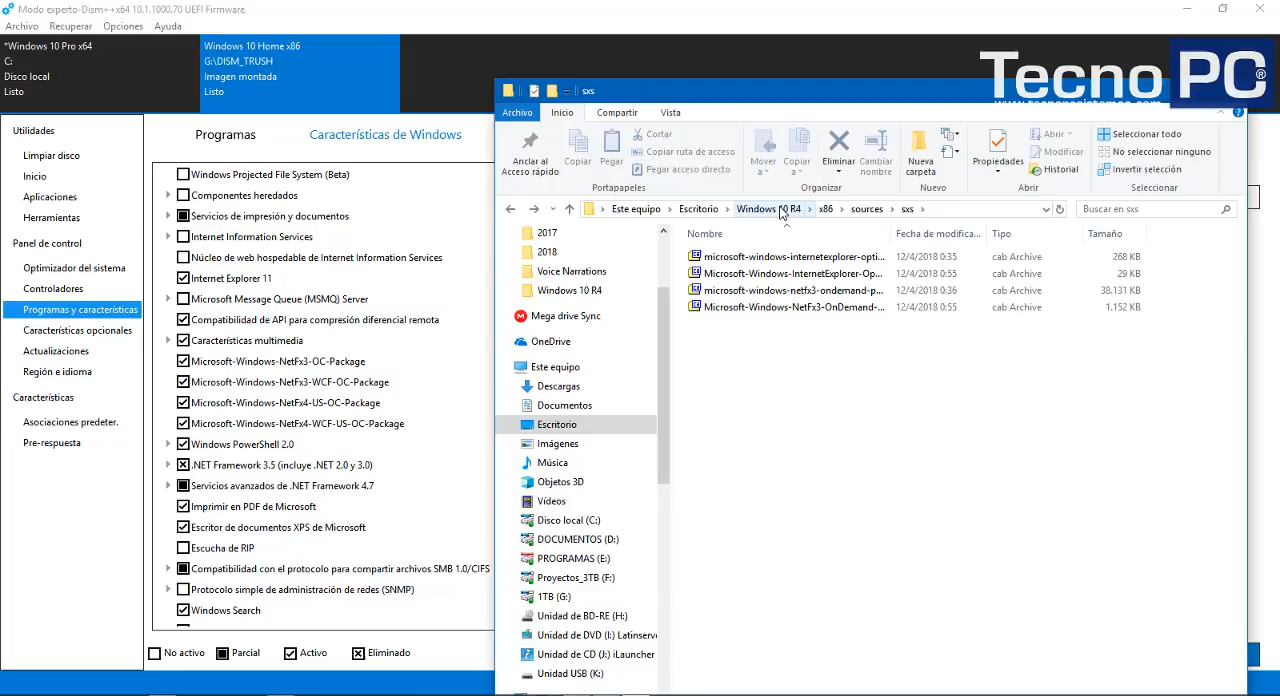 Modo experto-Dism++x64 10.1.1000.70 UEFI Firmware
Archivo Recuperar Opciones Ayuda
*Windows 10 Pro x64
C:
Disco local
Listo
Windows 10 Home x86
G:\DISM_TRUSH
Imagen montada
Listo
TecnoPC®
Utilidades
Limpiar disco
Inicio
Aplicaciones
Herramientas
Panel de control
Optimizador del sistema
Controladores
Programas y características
Características opcionales
Actualizaciones
Región e idioma
Características
Asociaciones predeter.
Pre-respuesta
Programas Características de Windows
Windows Projected File System (Beta)
Componentes heredados
Servicios de impresión y documentos
Internet Information Services
Núcleo de web hospedable de Internet Information Services
Internet Explorer 11
Microsoft Message Queue (MSMQ) Server
Compatibilidad de API para compresión diferencial remota
Características multimedia
Microsoft-Windows-NetFx3-OC-Package
Microsoft-Windows-NetFx3-WCF-OC-Package
Microsoft-Windows-NetFx4-US-OC-Package
Microsoft-Windows-NetFx4-WCF-US-OC-Package
Windows PowerShell 2.0
.NET Framework 3.5 (incluye .NET 2.0 y 3.0)
Servicios avanzados de .NET Framework 4.7
Imprimir en PDF de Microsoft
Escritor de documentos XPS de Microsoft
Escucha de RIP
Compatibilidad con el protocolo para compartir archivos SMB 1.0/CIFS
Protocolo simple de administración de redes (SNMP)
Windows Search
No activo Parcial Activo Eliminado
sxs
Archivo Inicio Compartir Vista
Anclar al
Acceso rápido
Copiar
Pegar
Cortar
Copiar ruta de acceso
Pegar acceso directo
Portapapeles
Mover
a
Copiar
a
Eliminar
Cambiar
nombre
Organizar
Nueva
carpeta
Nuevo
Propiedades
Abrir
Modificar
Historial
Abrir
Seleccionar todo
No seleccionar ninguno
Invertir selección
Seleccionar
Este equipo Escritorio Windows 10 R4 x86 sources sxs
Buscar en sxs
2017
2018
Voice Narrations
Windows 10 R4
Mega drive Sync
OneDrive
Este equipo
Descargas
Documentos
Escritorio
Imágenes
Música
Objetos 3D
Vídeos
Disco local (C:)
DOCUMENTOS (D:)
PROGRAMAS (E:)
Proyectos_3TB (F:)
1TB (G:)
Unidad de BD-RE (H:)
Unidad de DVD (I:) Latinserv
Unidad de CD (J:) iLauncher
Unidad USB (K:)
Nombre Fecha de modifica... Tipo Tamaño
microsoft-windows-internetexplorer-opti... 12/4/2018 0:35 cab Archive 268 KB
Microsoft-Windows-InternetExplorer-Op... 12/4/2018 0:55 cab Archive 29 KB
microsoft-windows-netfx3-ondemand-p... 12/4/2018 0:36 cab Archive 38.131 KB
Microsoft-Windows-NetFx3-OnDemand-... 12/4/2018 0:55 cab Archive 1.152 KB